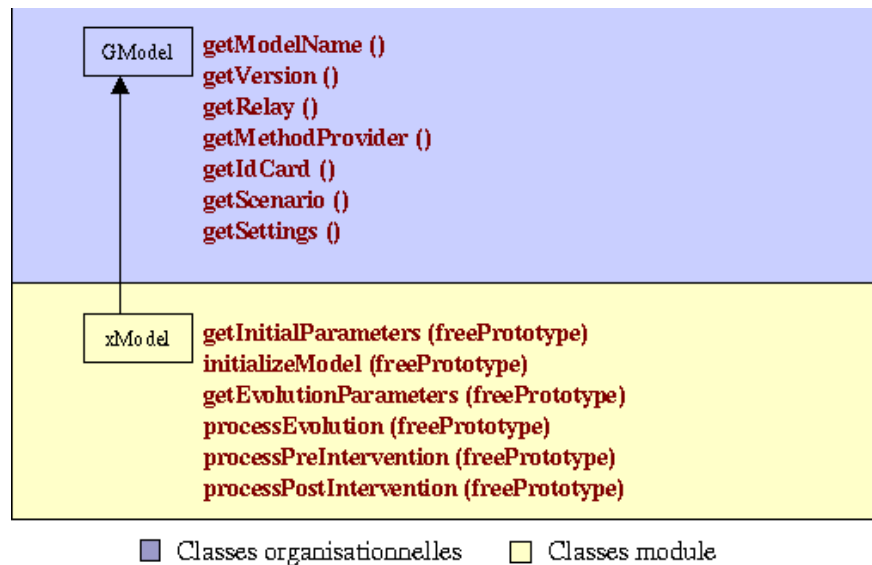 GModel
getModelName ()
getVersion ()
getRelay ()
getMethodProvider ()
getIdCard ()
getScenario ()
getSettings ()
xModel
getInitialParameters (freePrototype)
initializeModel (freePrototype)
getEvolutionParameters (freePrototype)
processEvolution (freePrototype)
processPreIntervention (freePrototype)
processPostIntervention (freePrototype)
Classes organisationnelles
Classes module